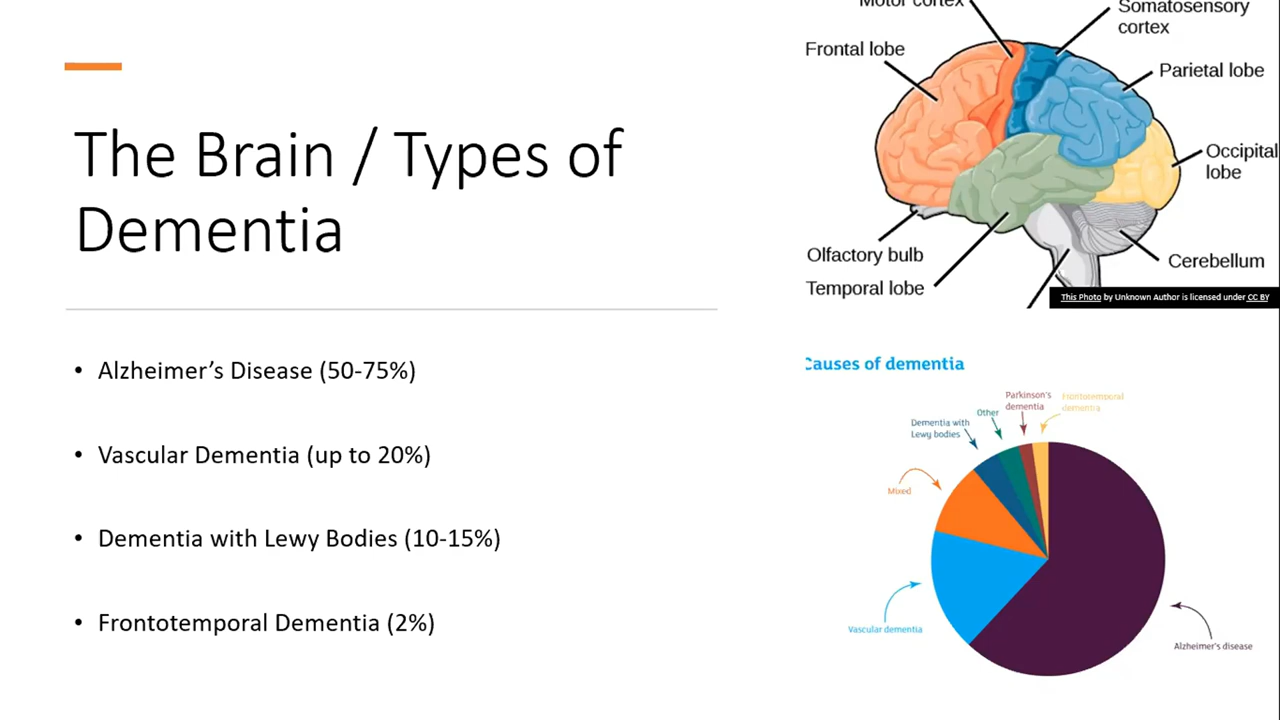 The Brain / Types of
Dementia
• Alzheimer’s Disease (50-75%)
• Vascular Dementia (up to 20%)
• Dementia with Lewy Bodies (10-15%)
• Frontotemporal Dementia (2%)
Motor cortex
Somatosensory
cortex
Frontal lobe
Parietal lobe
Occipital
lobe
Olfactory bulb
Cerebellum
Temporal lobe
This Photo by Unknown Author is licensed under CC BY
Causes of dementia
Parkinson's
dementia
Frontotemporal
dementia
Other
Dementia with
Lewy bodies
Mixed
Vascular dementia
Alzheimer's disease